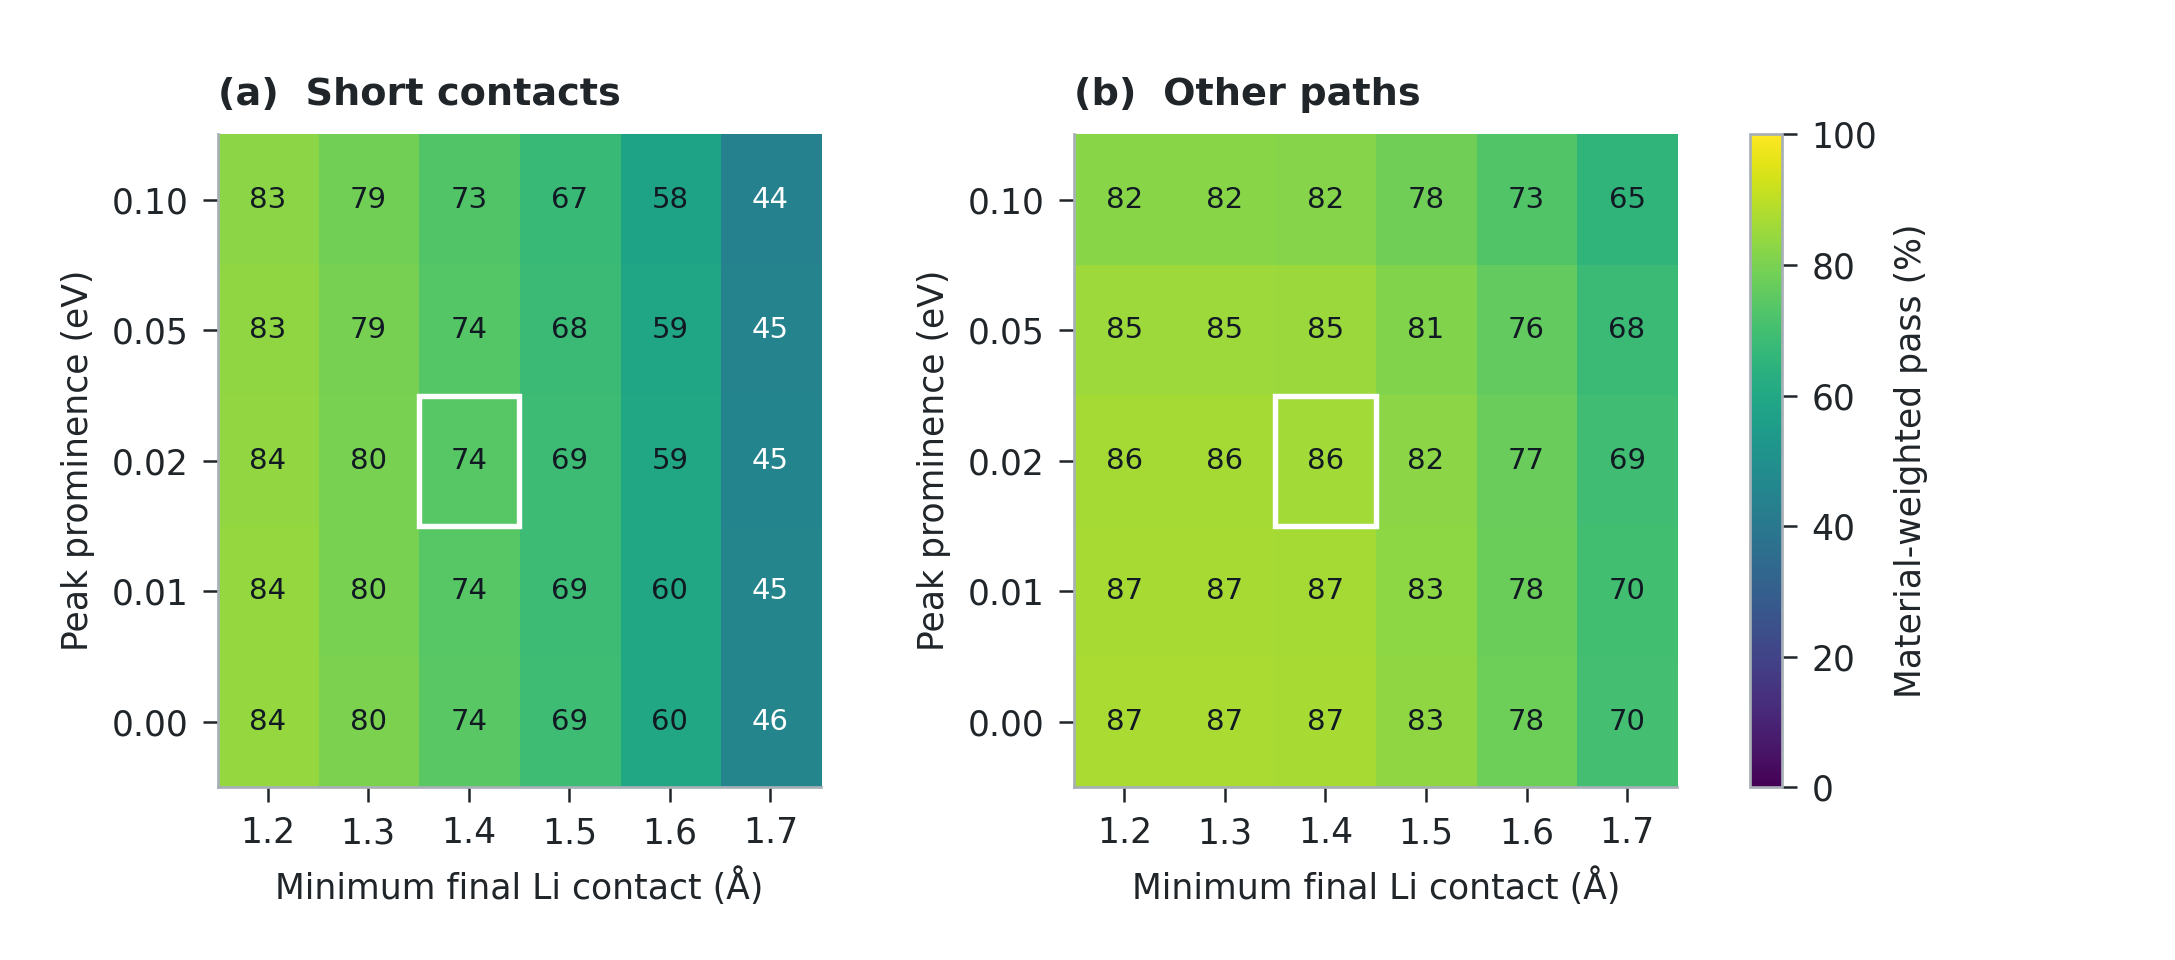 (a) Short contacts
0.10 83 79 73 67 58 44
0.05 83 79 74 68 59 45
0.02 84 80 74 69 59 45
0.01 84 80 74 69 60 45
0.00 84 80 74 69 60 46
1.2 1.3 1.4 1.5 1.6 1.7
Minimum final Li contact (Å)
Peak prominence (eV)
(b) Other paths
0.10 82 82 82 78 73 65
0.05 85 85 85 81 76 68
0.02 86 86 86 82 77 69
0.01 87 87 87 83 78 70
0.00 87 87 87 83 78 70
1.2 1.3 1.4 1.5 1.6 1.7
Minimum final Li contact (Å)
Peak prominence (eV)
100
80
60
40
20
0
Material-weighted pass (%)